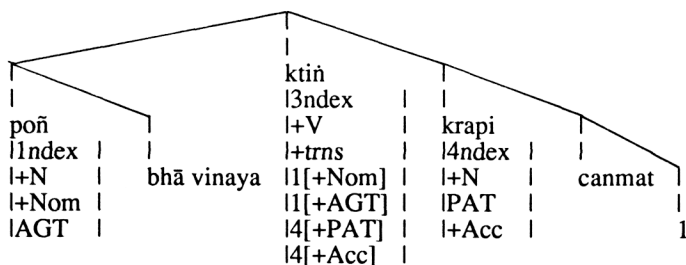 poñ
|1ndex |
|+N |
|+Nom |
|AGT |
bhā vinaya
ktiṅ
|3ndex |
|+V |
|+trns |
|1[+Nom] |
|1[+AGT] |
|4[+PAT] |
|4[+Acc] |
krapi
|4ndex |
|+N |
|PAT |
|+Acc |
canmat
1